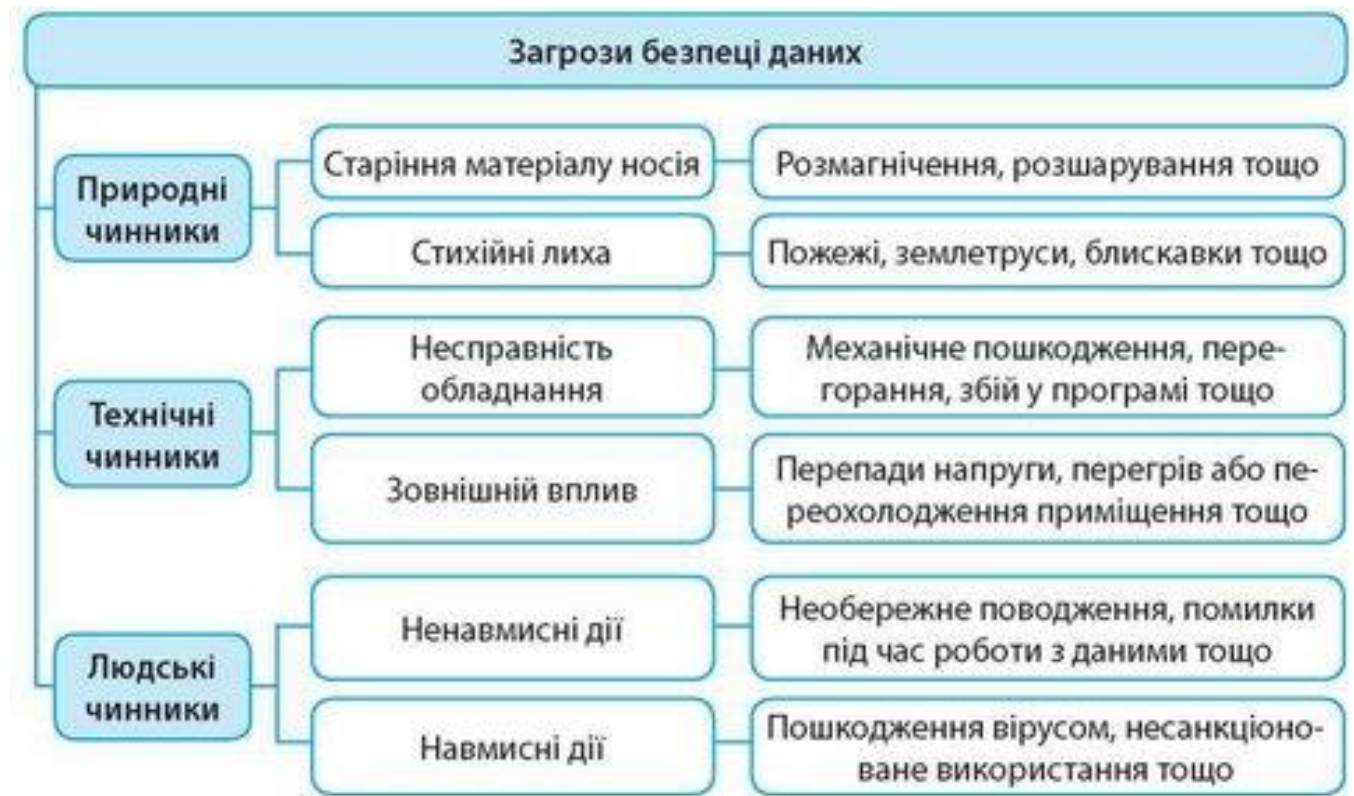 Загрози безпеці даних
Природні
чинники
Старіння матеріалу носія
Розмагнічення, розшарування тощо
Стихійні лиха
Пожежі, землетруси, блискавки тощо
Технічні
чинники
Несправність
обладнання
Механічне пошкодження, пере-
горання, збій у програмі тощо
Зовнішній вплив
Перепади напруги, перегрів або пе-
реохолодження приміщення тощо
Людські
чинники
Ненавмисні дії
Необережне поводження, помилки
під час роботи з даними тощо
Навмисні дії
Пошкодження вірусом, несанкціоно-
ване використання тощо